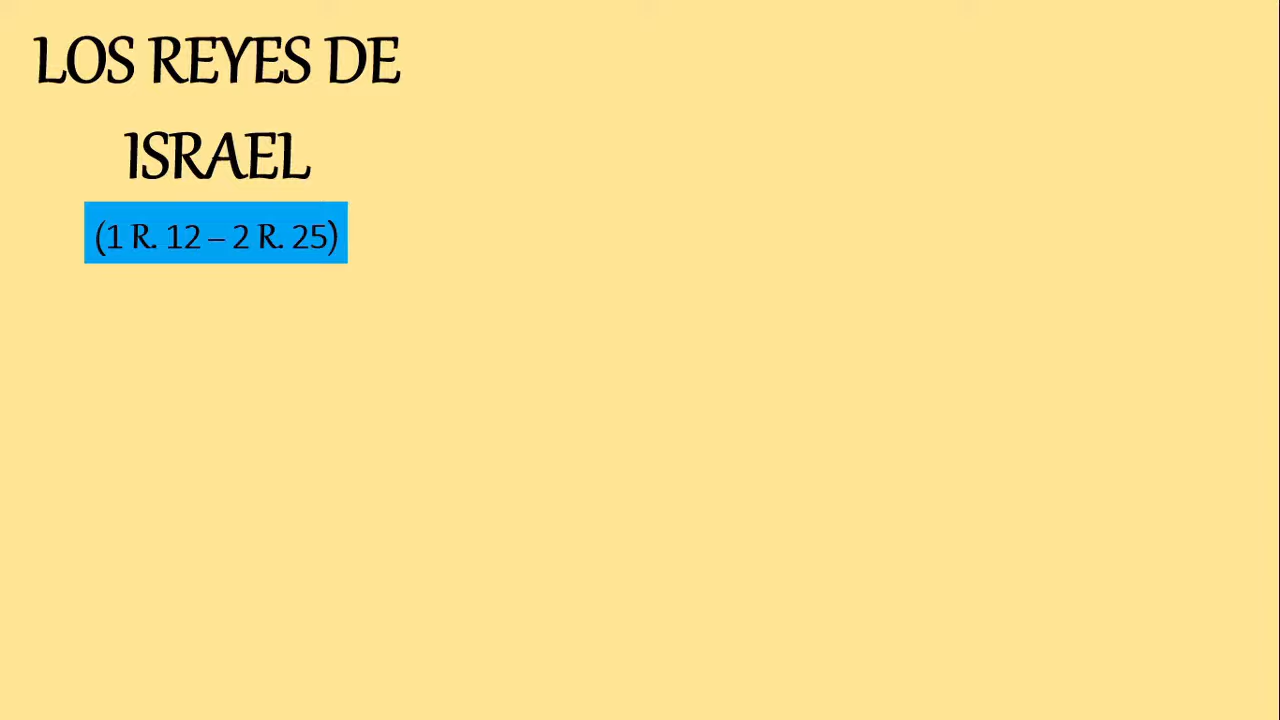 LOS REYES DE
ISRAEL
(1 R. 12 – 2 R. 25)